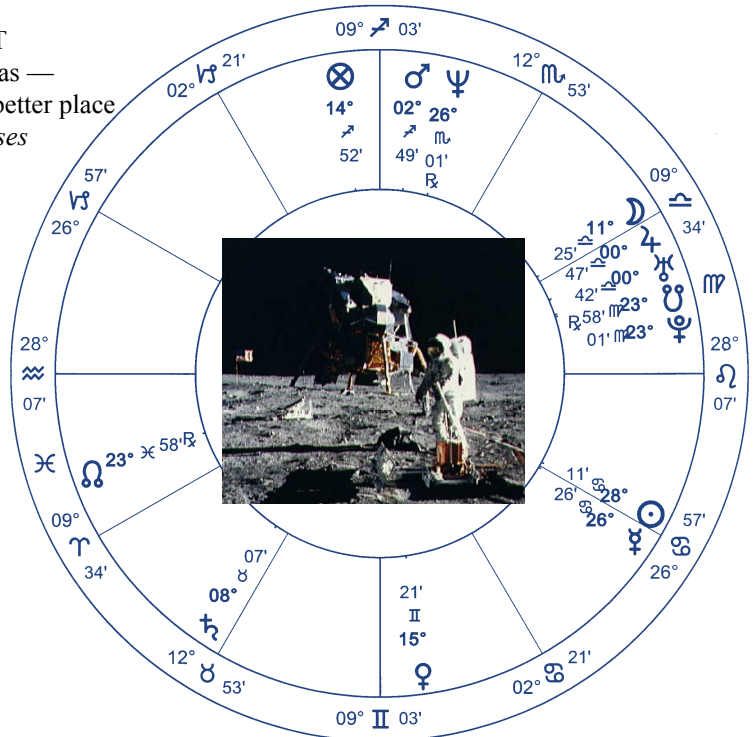 T
as —
better place
ses
09° ♐ 03'
02° ♑ 21'
12° ♏ 53'
57'
♑
26°
09°
♎
34'
♍
28°
♒
07'
28°
♌
07'
♓
09°
♈
34'
57'
♋
26°
12° ♉ 53'
09° ♊ 03'
02° ♋ 21'
⊗
14°
♐
52'
♂
02°
♐
49'
♆
26°
♏
01'
℞
☽ 11° ♎ 25'
♃ 00° ♎ 47'
♅ 00° ♎ 42'
☋ 23° ♍ 58' ℞
♇ 23° ♍ 01'
☊ 23° ♓ 58' ℞
11' ♋ 28° ☉
26' ♋ 26° ☿
07'
♉
08°
♄
21'
♊
15°
♀